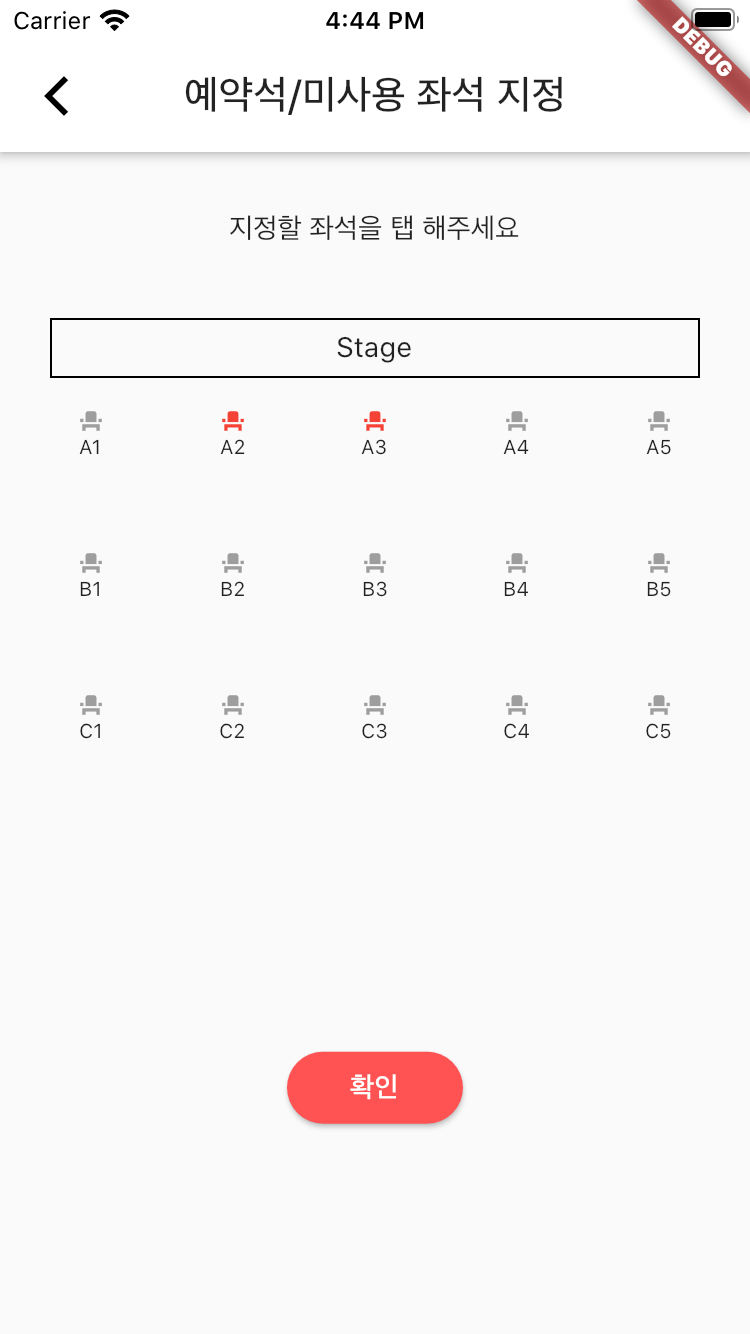 Carrier 4:44 PM
DEBUG
예약석/미사용 좌석 지정
지정할 좌석을 탭 해주세요
Stage
A1 A2 A3 A4 A5
B1 B2 B3 B4 B5
C1 C2 C3 C4 C5
확인